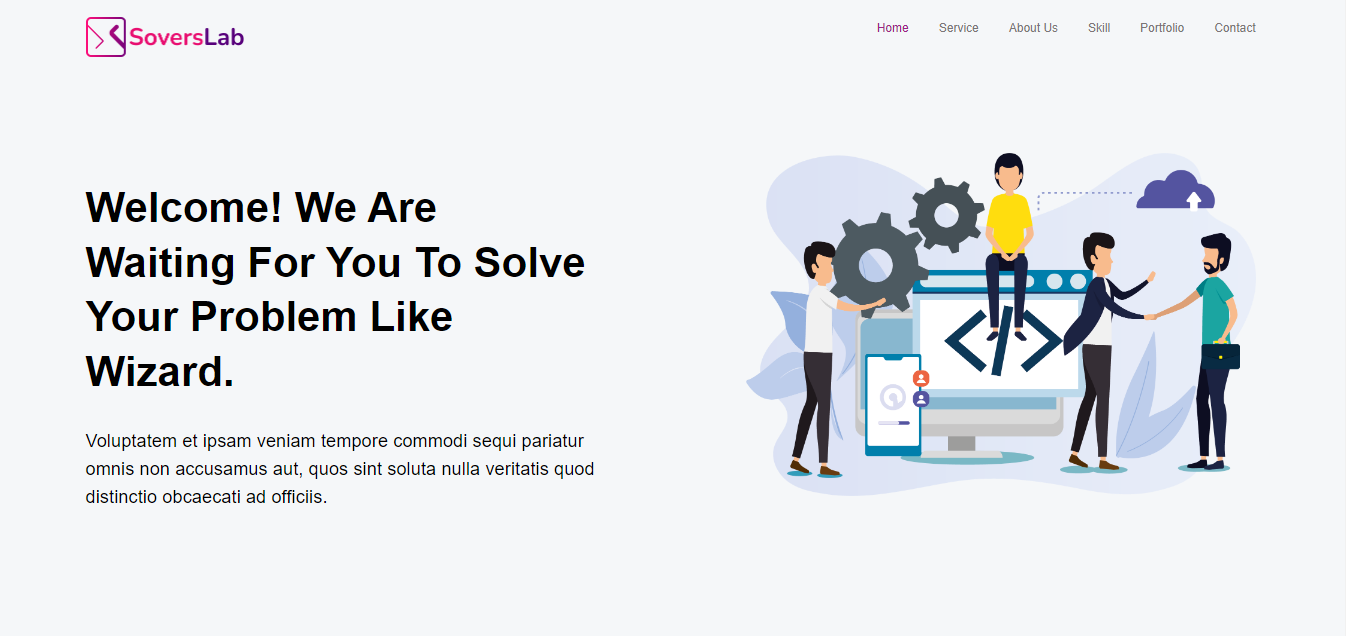 SoversLab
Home Service About Us Skill Portfolio Contact
Welcome! We Are
Waiting For You To Solve
Your Problem Like
Wizard.
Voluptatem et ipsam veniam tempore commodi sequi pariatur
omnis non accusamus aut, quos sint soluta nulla veritatis quod
distinctio obcaecati ad officiis.